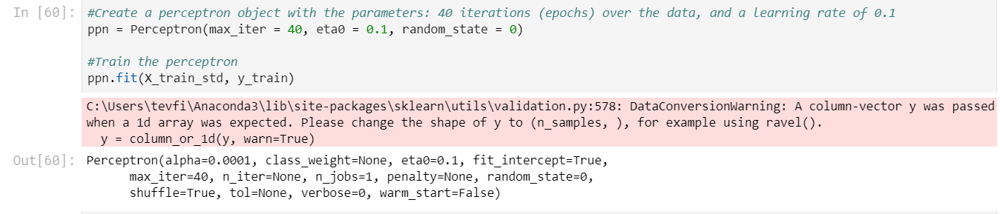 In [60]: #Create a perceptron object with the parameters: 40 iterations (epochs) over the data, and a learning rate of 0.1
ppn = Perceptron(max_iter = 40, eta0 = 0.1, random_state = 0)
#Train the perceptron
ppn.fit(X_train_std, y_train)
C:\Users\tevfi\Anaconda3\lib\site-packages\sklearn\utils\validation.py:578: DataConversionWarning: A column-vector y was passed
when a 1d array was expected. Please change the shape of y to (n_samples, ), for example using ravel().
y = column_or_1d(y, warn=True)
Out[60]: Perceptron(alpha=0.0001, class_weight=None, eta0=0.1, fit_intercept=True,
max_iter=40, n_iter=None, n_jobs=1, penalty=None, random_state=0,
shuffle=True, tol=None, verbose=0, warm_start=False)